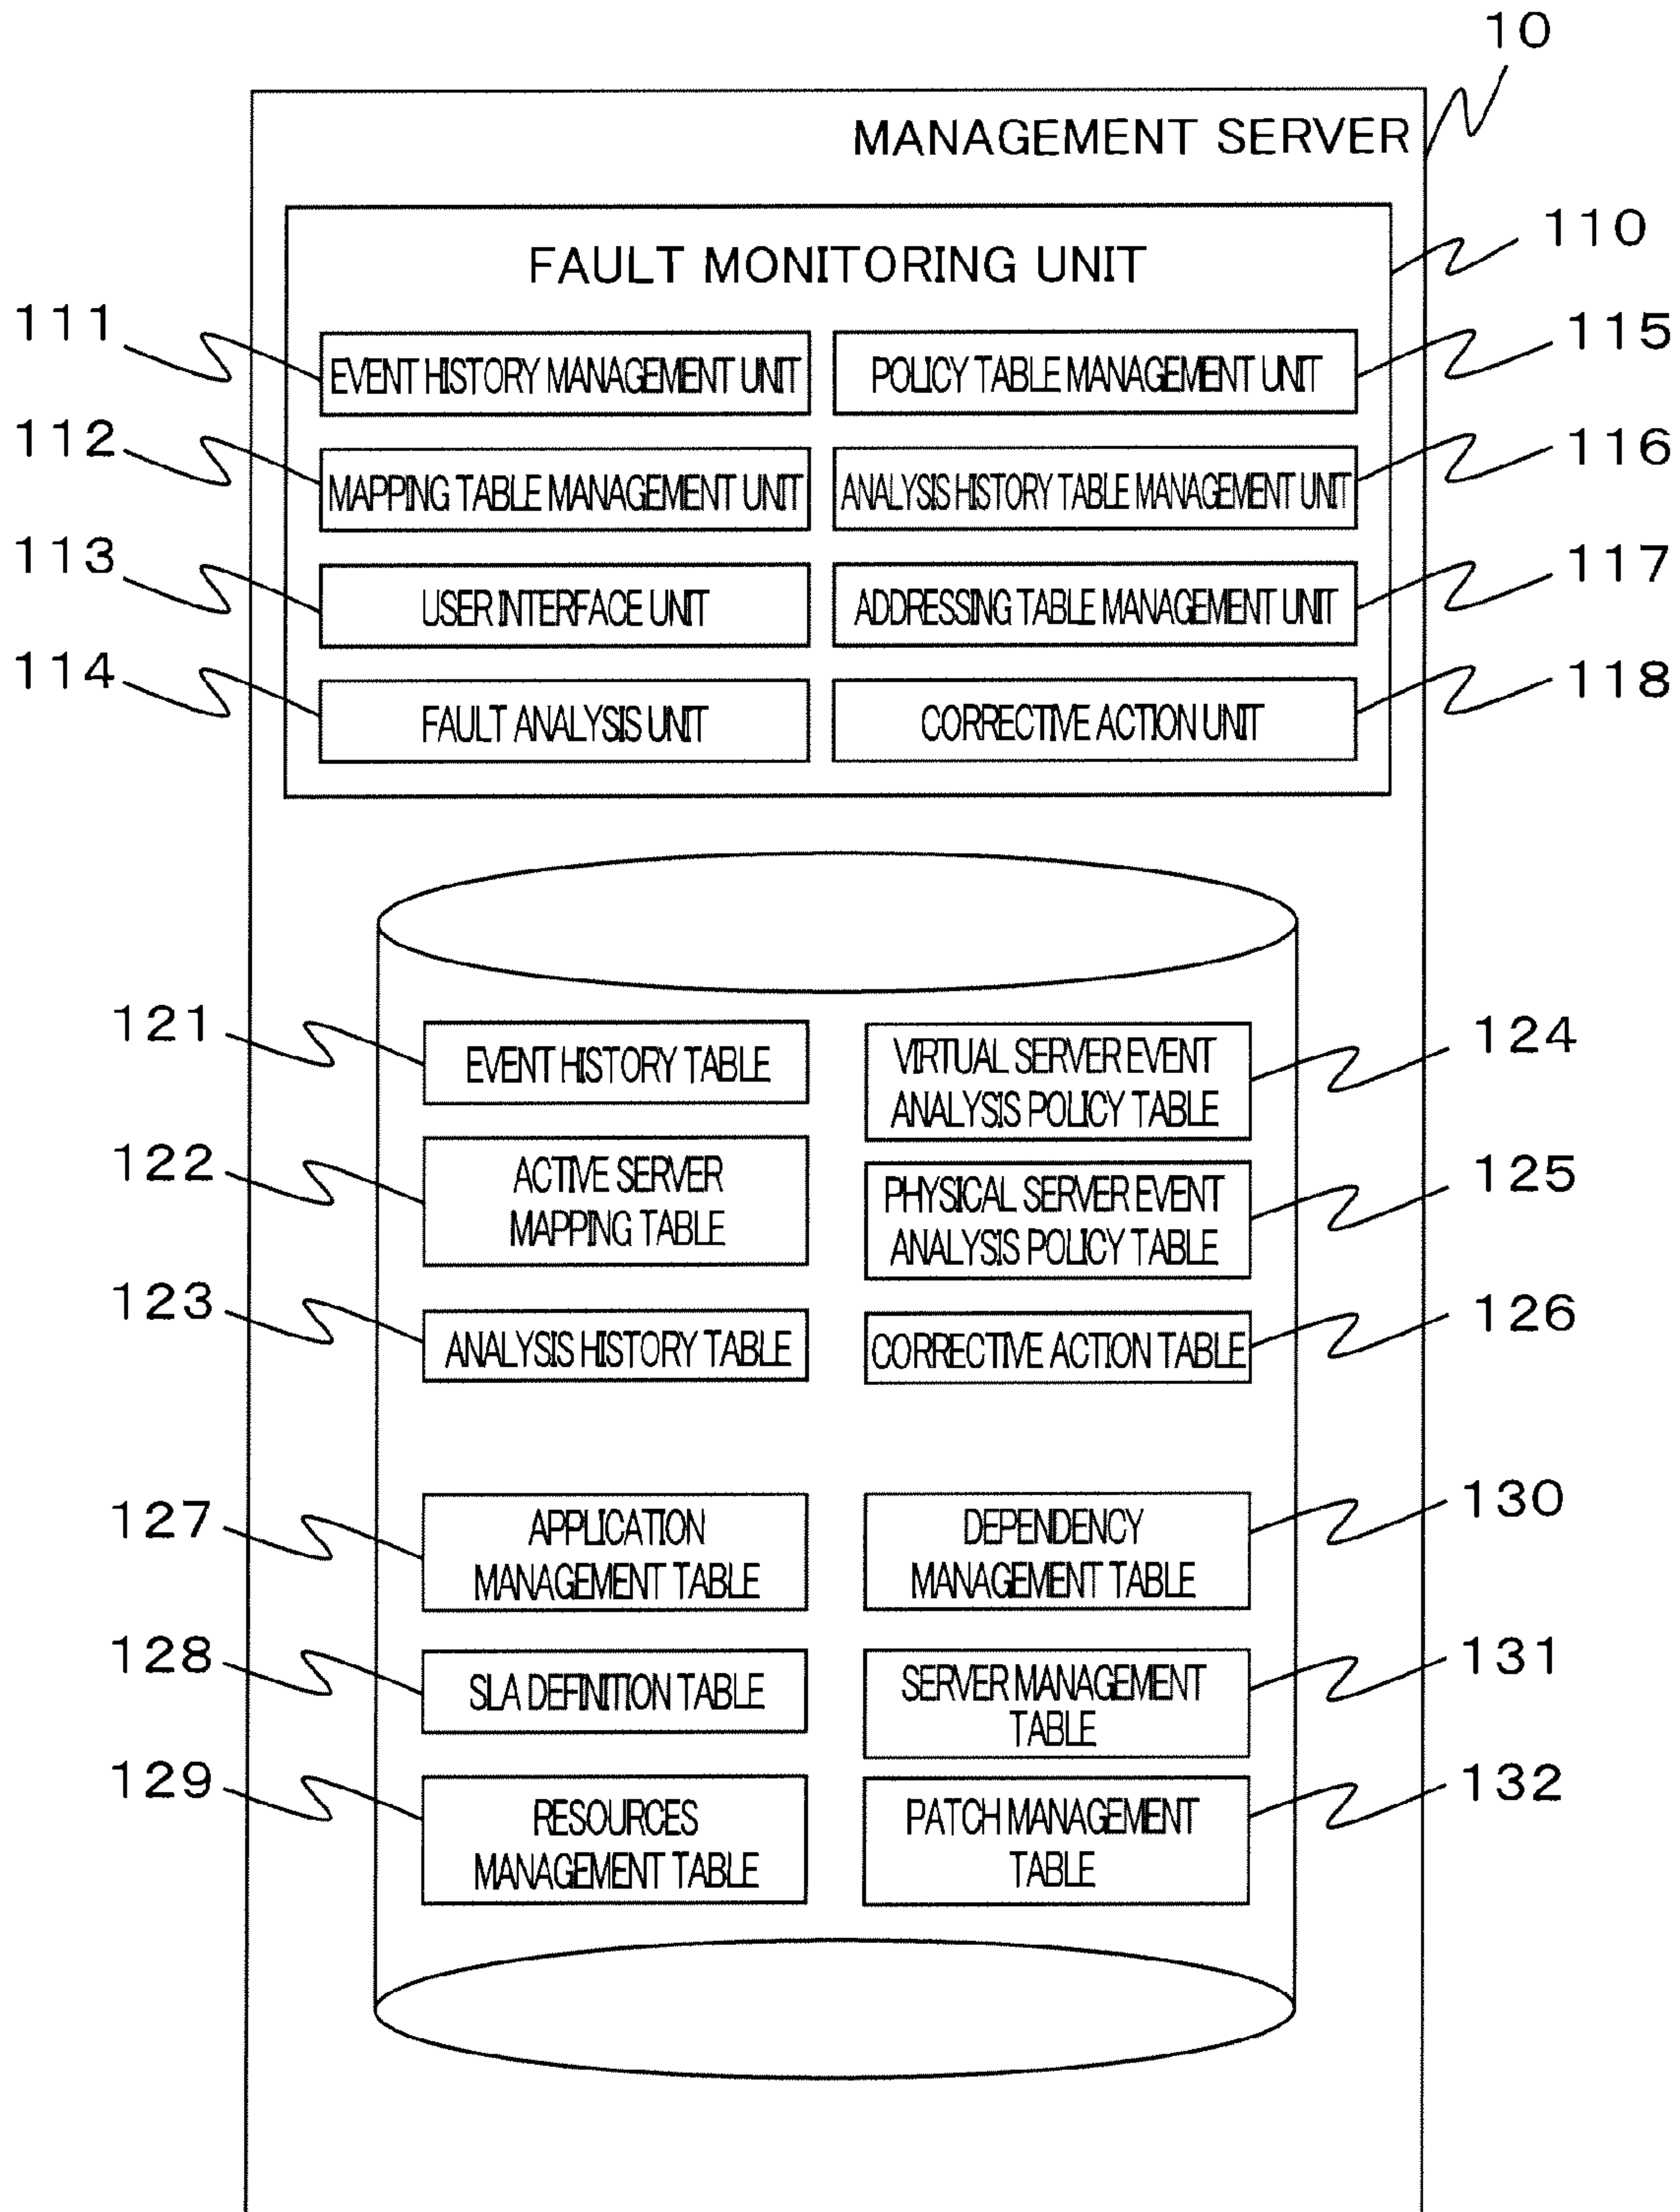 10
MANAGEMENT SERVER
110
FAULT MONITORING UNIT
111
EVENT HISTORY MANAGEMENT UNIT
POLICY TABLE MANAGEMENT UNIT
115
112
MAPPING TABLE MANAGEMENT UNIT
ANALYSIS HISTORY TABLE MANAGEMENT UNIT
116
113
USER INTERFACE UNIT
ADDRESSING TABLE MANAGEMENT UNIT
117
114
FAULT ANALYSIS UNIT
CORRECTIVE ACTION UNIT
118
121
EVENT HISTORY TABLE
VIRTUAL SERVER EVENT
ANALYSIS POLICY TABLE
124
122
ACTIVE SERVER
MAPPING TABLE
PHYSICAL SERVER EVENT
ANALYSIS POLICY TABLE
125
123
ANALYSIS HISTORY TABLE
CORRECTIVE ACTION TABLE
126
127
APPLICATION
MANAGEMENT TABLE
DEPENDENCY
MANAGEMENT TABLE
130
128
SLA DEFINITION TABLE
SERVER MANAGEMENT
TABLE
131
129
RESOURCES
MANAGEMENT TABLE
PATCH MANAGEMENT
TABLE
132